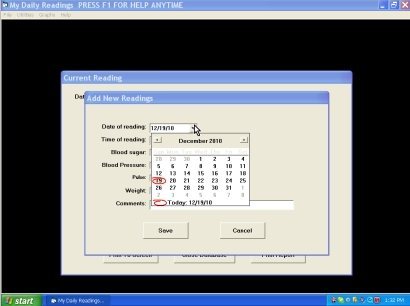 My Daily Readings PRESS F1 FOR HELP ANYTIME
File Utilities Graphs Help
Current Reading
Add New Readings
Date of reading: 12/19/10
Time of reading:
December 2010
Blood sugar:
28 29 30 1 2 3 4
Blood Pressure:
5 6 7 8 9 10 11
12 13 14 15 16 17 18
Pulse:
19 20 21 22 23 24 25
Weight:
26 27 28 29 30 31 1
2 3 4 5 6 7 8
Comments:
Today: 12/19/10
Save Cancel
start My Daily Readings... 1:32 PM